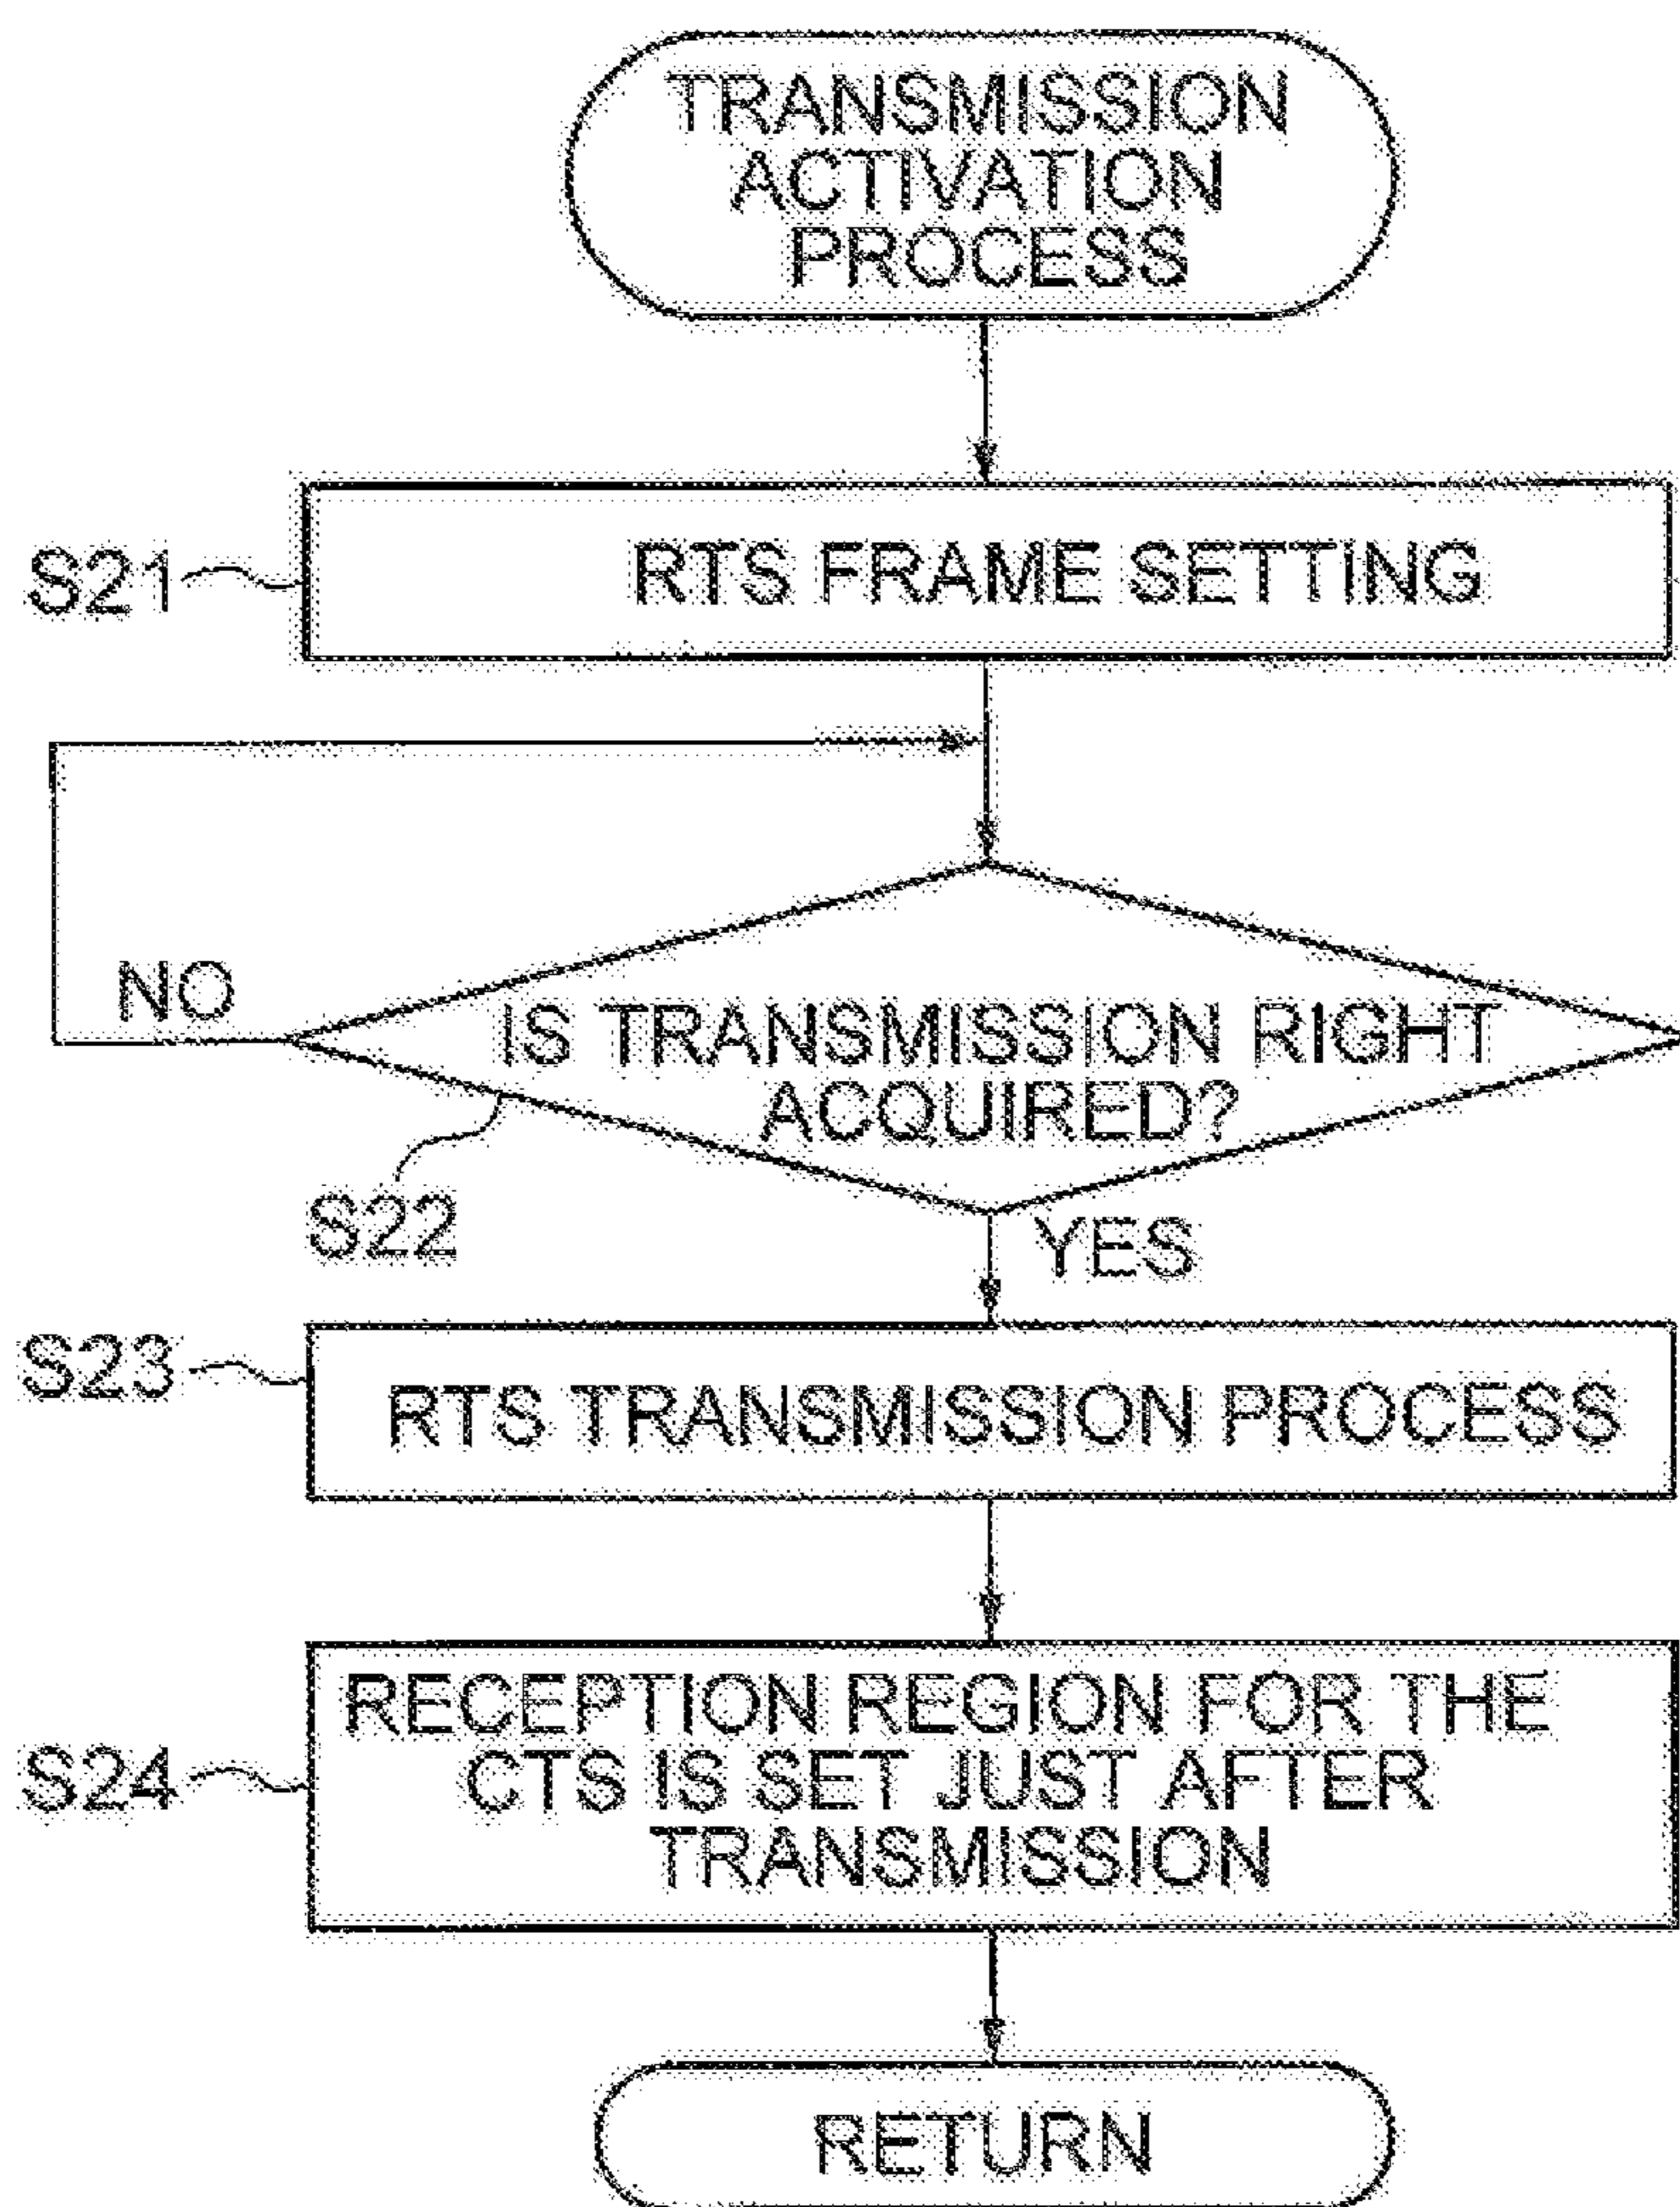 TRANSMISSION
ACTIVATION
PROCESS
S21
RTS FRAME SETTING
NO
IS TRANSMISSION RIGHT
ACQUIRED?
S22
YES
S23
RTS TRANSMISSION PROCESS
S24
RECEPTION REGION FOR THE
CTS IS SET JUST AFTER
TRANSMISSION
RETURN